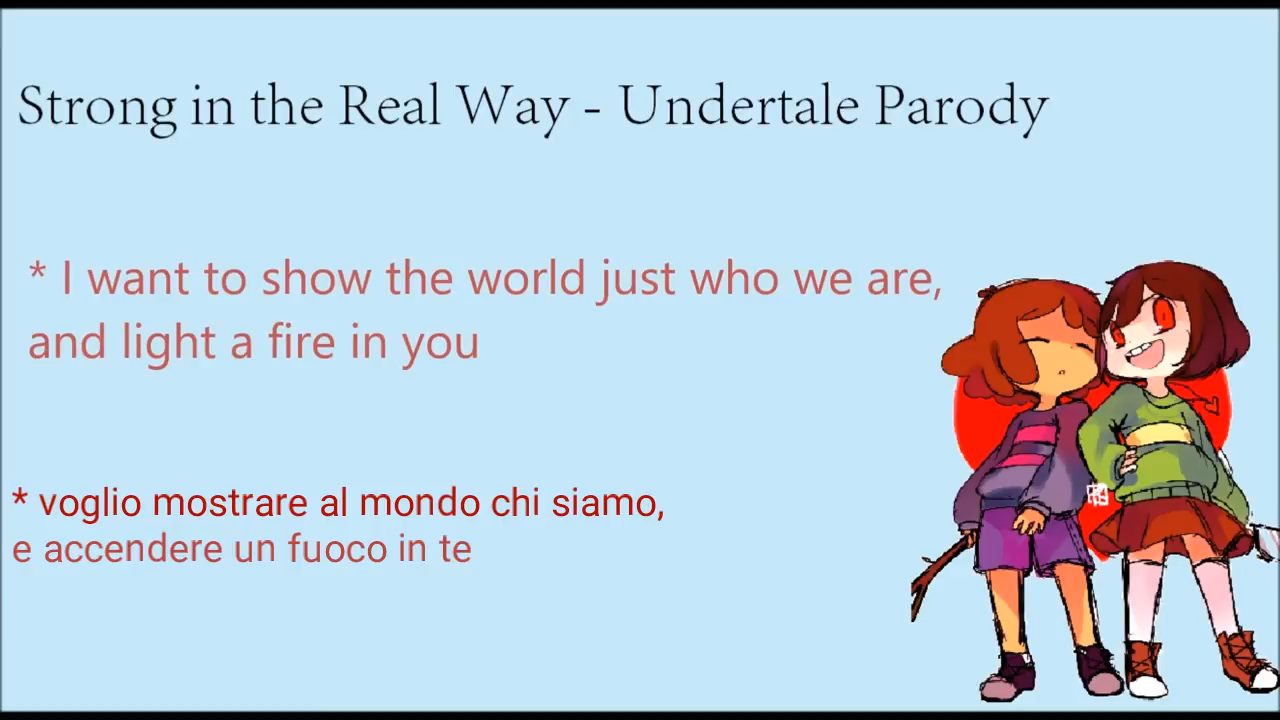 Strong in the Real Way - Undertale Parody
* I want to show the world just who we are,
and light a fire in you
* voglio mostrare al mondo chi siamo,
e accendere un fuoco in te